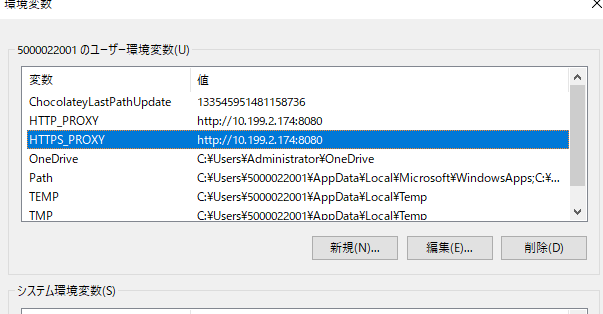 環境変数
5000022001 のユーザー環境変数(U)
変数 値
ChocolateyLastPathUpdate 133545951481158736
HTTP_PROXY http://10.199.2.174:8080
HTTPS_PROXY http://10.199.2.174:8080
OneDrive C:¥Users¥Administrator¥OneDrive
Path C:¥Users¥5000022001¥AppData¥Local¥Microsoft¥WindowsApps;C:¥...
TEMP C:¥Users¥5000022001¥AppData¥Local¥Temp
TMP C:¥Users¥5000022001¥AppData¥Local¥Temp
新規(N)... 編集(E)... 削除(D)
システム環境変数(S)